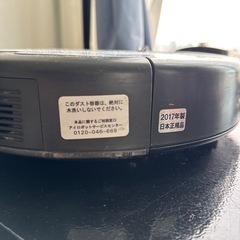 このダスト容器は、絶対に
水洗いしないでください。
本品に関するご相談窓口
アイロボットサービスセンター
0120-046-669
2017年製
日本正規品